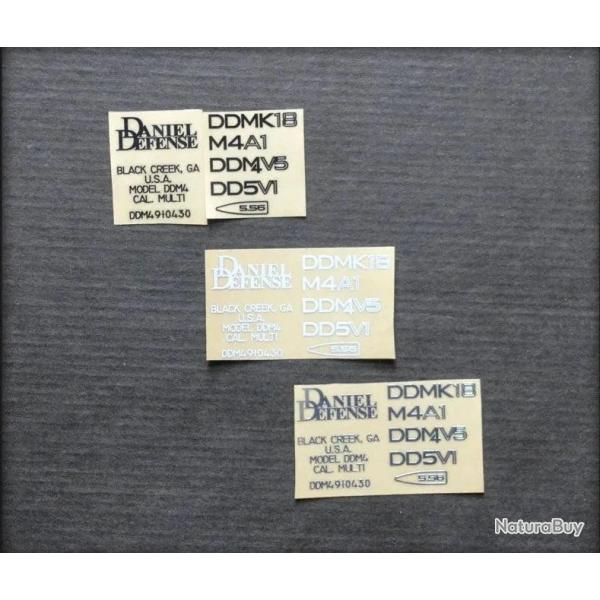 DANIEL
DEFENSE
BLACK CREEK, GA
U.S.A.
MODEL DDM4
CAL. MULTI
DDM4910430
DDMK18
M4A1
DDM4V5
DD5V1
5.56
DANIEL
DEFENSE
BLACK CREEK, GA
U.S.A.
MODEL DDM4
CAL. MULTI
DDM4910430
DDMK18
M4A1
DDM4V5
DD5V1
5.56
DANIEL
DEFENSE
BLACK CREEK, GA
U.S.A.
MODEL DDM4
CAL. MULTI
DDM4910430
DDMK18
M4A1
DDM4V5
DD5V1
5.56
NaturaBuy